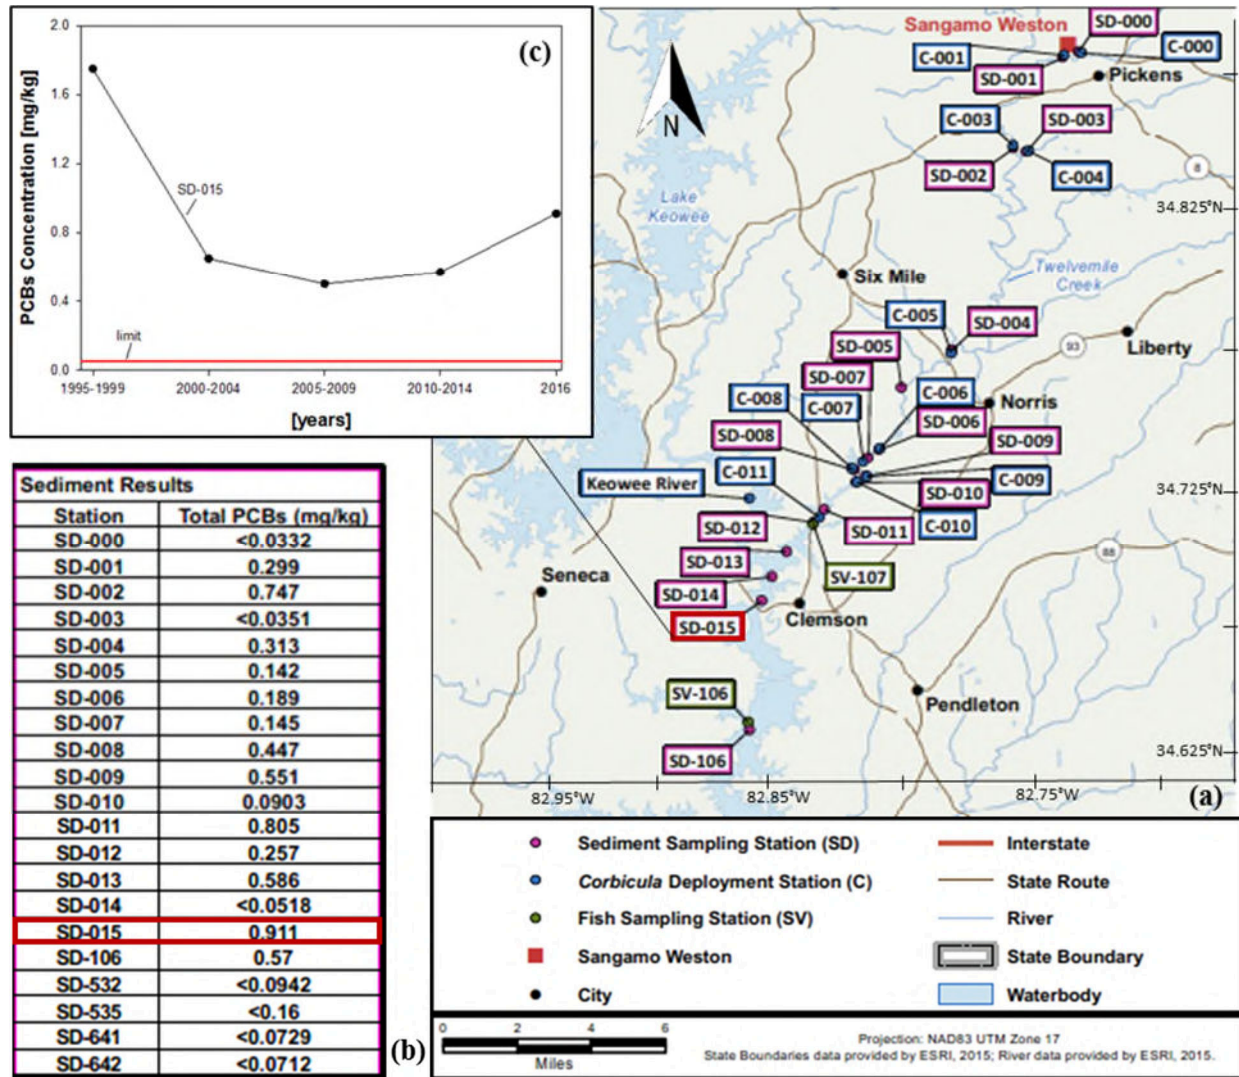 (c)
PCBs Concentration [mg/kg]
2.0
1.6
1.2
0.8
0.4
0.0
SD-015
limit
1995-1999
2000-2004
2005-2009
2010-2014
2016
[years]
Sangamo Weston
SD-000
C-001
C-000
SD-001
Pickens
N
C-003
SD-003
SD-002
C-004
8
34.825°N
Lake
Keowee
Twelvemile
Creek
Six Mile
C-005
SD-004
SD-005
93
Liberty
SD-007
C-008
C-006
C-007
Norris
SD-006
SD-008
SD-009
C-011
Keowee River
C-009
SD-010
34.725°N
SD-012
SD-011
C-010
88
SD-013
SV-107
Seneca
SD-014
Clemson
SD-015
SV-106
Pendleton
SD-106
34.625°N
82.95°W
82.85°W
82.75°W
(a)
Sediment Results
Station Total PCBs (mg/kg)
SD-000 <0.0332
SD-001 0.299
SD-002 0.747
SD-003 <0.0351
SD-004 0.313
SD-005 0.142
SD-006 0.189
SD-007 0.145
SD-008 0.447
SD-009 0.551
SD-010 0.0903
SD-011 0.805
SD-012 0.257
SD-013 0.586
SD-014 <0.0518
SD-015 0.911
SD-106 0.57
SD-532 <0.0942
SD-535 <0.16
SD-641 <0.0729
SD-642 <0.0712
(b)
Sediment Sampling Station (SD)
Corbicula Deployment Station (C)
Fish Sampling Station (SV)
Sangamo Weston
City
Interstate
State Route
River
State Boundary
Waterbody
0 2 4 6
Miles
Projection: NAD83 UTM Zone 17
State Boundaries data provided by ESRI, 2015; River data provided by ESRI, 2015.